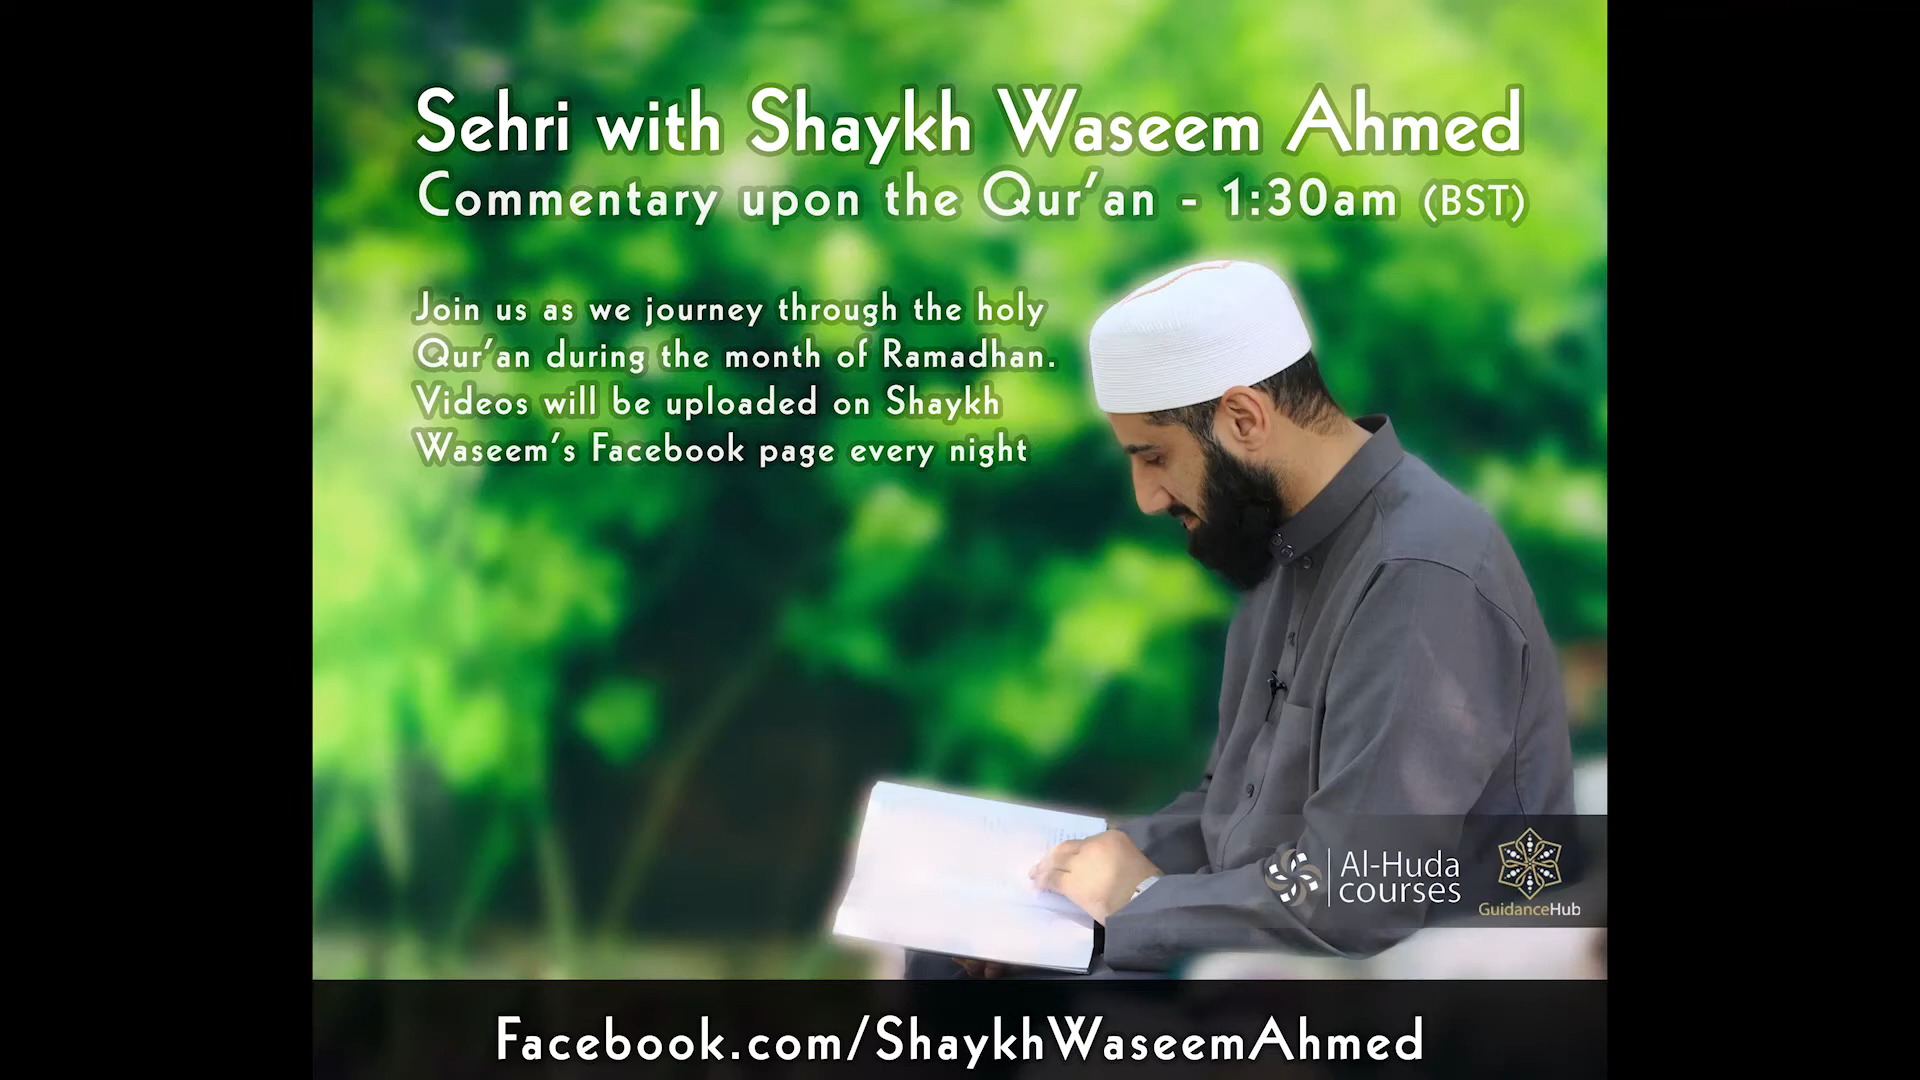 Sehri with Shaykh Waseem Ahmed
Commentary upon the Qur'an - 1:30am (BST)
Join us as we journey through the holy
Qur'an during the month of Ramadhan.
Videos will be uploaded on Shaykh
Waseem's Facebook page every night
Al-Huda
courses
GuidanceHub
Facebook.com/ShaykhWaseemAhmed